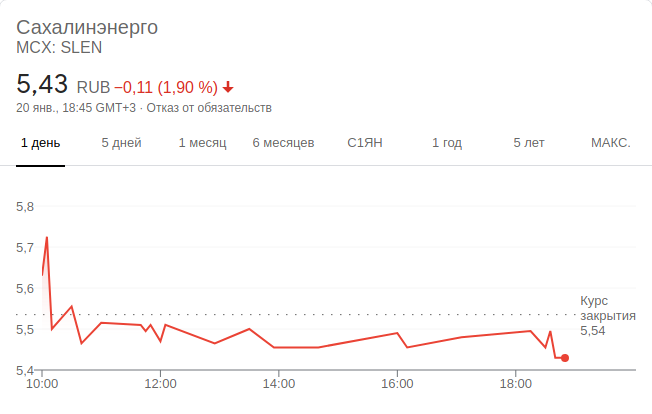 Сахалинэнерго
MCX: SLEN
5,43 RUB −0,11 (1,90 %)
20 янв., 18:45 GMT+3 · Отказ от обязательств
1 день 5 дней 1 месяц 6 месяцев С1ЯН 1 год 5 лет МАКС.
5,8
5,7
5,6
Курс
закрытия
5,54
5,5
5,4
10:00 12:00 14:00 16:00 18:00